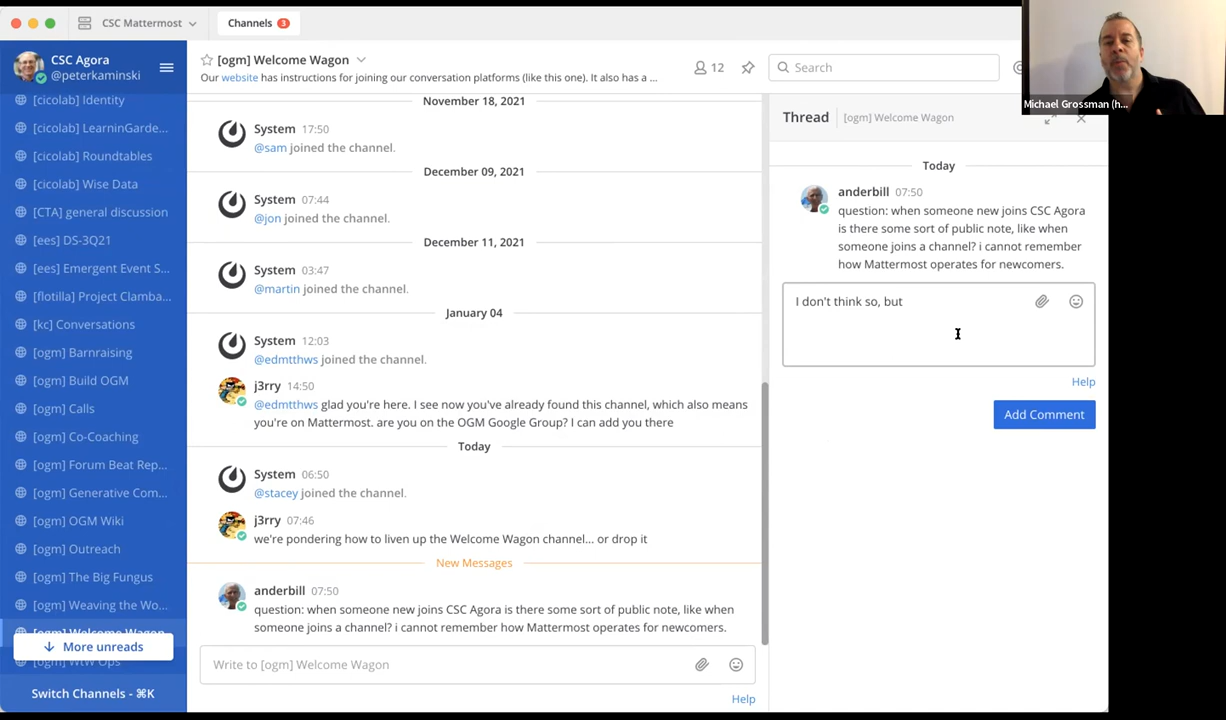 CSC Mattermost
Channels 3
CSC Agora
@peterkaminski
[cicolab] Identity
[cicolab] LearninGarde...
[cicolab] Roundtables
[cicolab] Wise Data
[CTA] general discussion
[ees] DS-3Q21
[ees] Emergent Event S...
[flotilla] Project Clamba...
[kc] Conversations
[ogm] Barnraising
[ogm] Build OGM
[ogm] Calls
[ogm] Co-Coaching
[ogm] Forum Beat Rep...
[ogm] Generative Com...
[ogm] OGM Wiki
[ogm] Outreach
[ogm] The Big Fungus
[ogm] Weaving the Wo...
[ogm] Welcome Wagon
More unreads
[ogm] WtW Ops
Switch Channels - ⌘K
[ogm] Welcome Wagon
Our website has instructions for joining our conversation platforms (like this one). It also has a ...
12
Search
November 18, 2021
System 17:50
@sam joined the channel.
December 09, 2021
System 07:44
@jon joined the channel.
December 11, 2021
System 03:47
@martin joined the channel.
January 04
System 12:03
@edmtthws joined the channel.
j3rry 14:50
@edmtthws glad you're here. I see now you've already found this channel, which also means
you're on Mattermost. are you on the OGM Google Group? I can add you there
Today
System 06:50
@stacey joined the channel.
j3rry 07:46
we're pondering how to liven up the Welcome Wagon channel... or drop it
New Messages
anderbill 07:50
question: when someone new joins CSC Agora is there some sort of public note, like when
someone joins a channel? i cannot remember how Mattermost operates for newcomers.
Write to [ogm] Welcome Wagon
Help
Thread [ogm] Welcome Wagon
Today
anderbill 07:50
question: when someone new joins CSC Agora
is there some sort of public note, like when
someone joins a channel? i cannot remember
how Mattermost operates for newcomers.
I don't think so, but
Help
Add Comment
Michael Grossman (h...